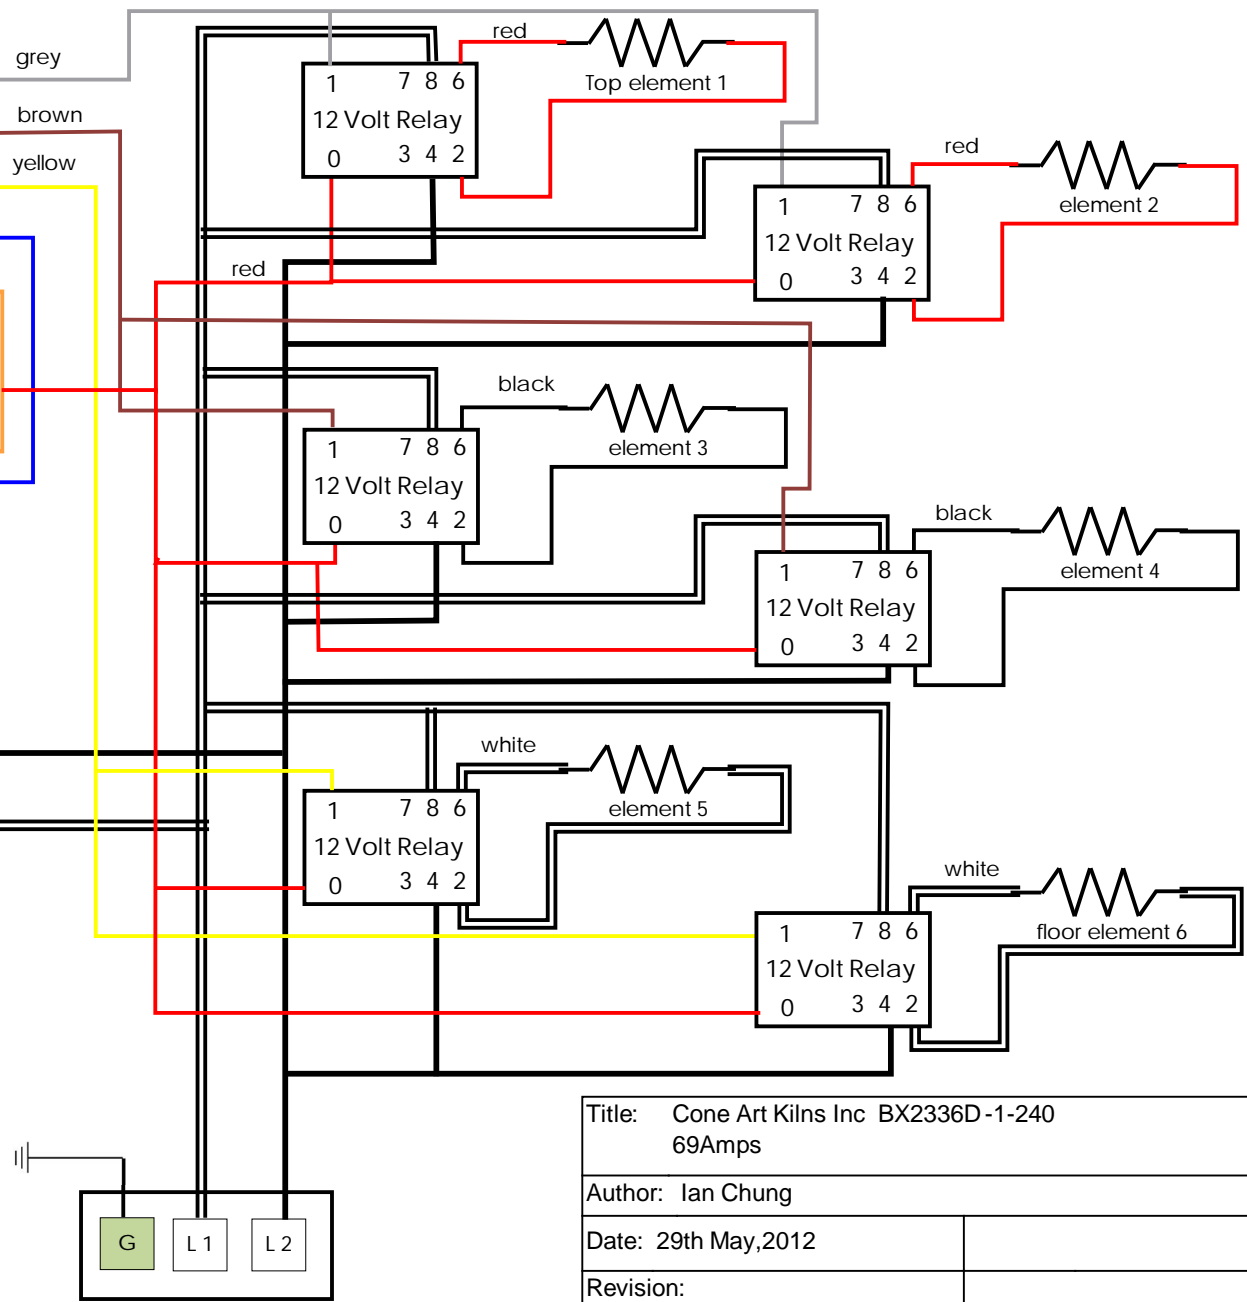 grey
brown
yellow
red
Top element 1
1 7 8 6
12 Volt Relay
0 3 4 2
red
element 2
1 7 8 6
12 Volt Relay
0 3 4 2
red
black
element 3
1 7 8 6
12 Volt Relay
0 3 4 2
black
element 4
1 7 8 6
12 Volt Relay
0 3 4 2
white
element 5
1 7 8 6
12 Volt Relay
0 3 4 2
white
floor element 6
1 7 8 6
12 Volt Relay
0 3 4 2
G L 1 L 2
Title: Cone Art Kilns Inc BX2336D-1-240
69Amps
Author: Ian Chung
Date: 29th May,2012
Revision: